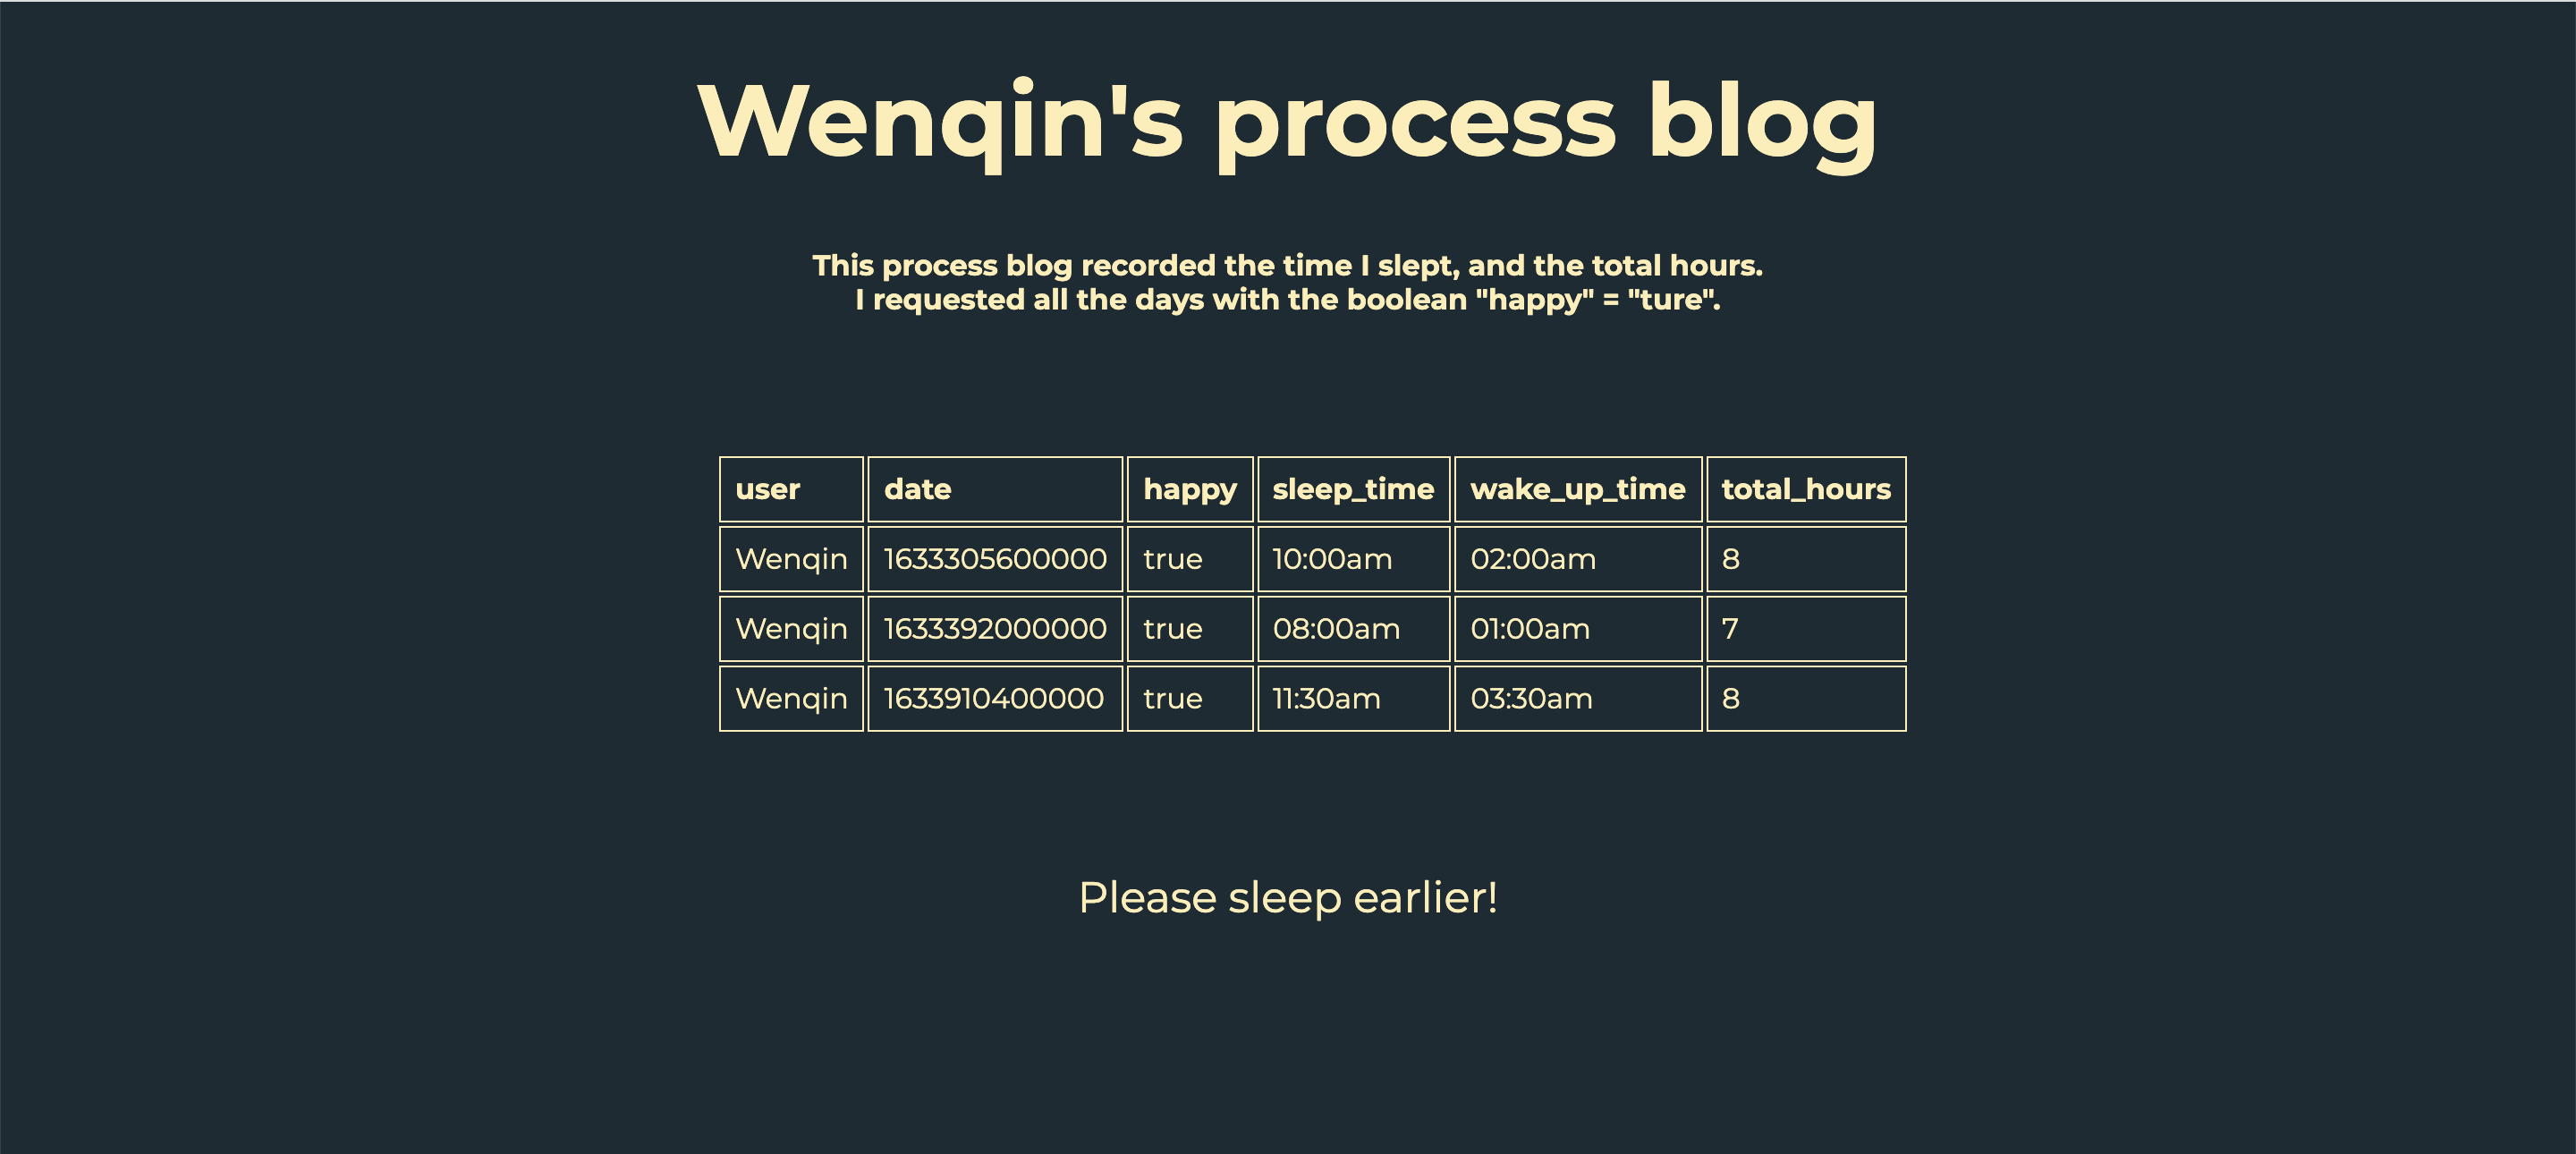 Wenqin's process blog
This process blog recorded the time I slept, and the total hours.
I requested all the days with the boolean "happy" = "ture".
user date happy sleep_time wake_up_time total_hours
Wenqin 1633305600000 true 10:00am 02:00am 8
Wenqin 1633392000000 true 08:00am 01:00am 7
Wenqin 1633910400000 true 11:30am 03:30am 8
Please sleep earlier!